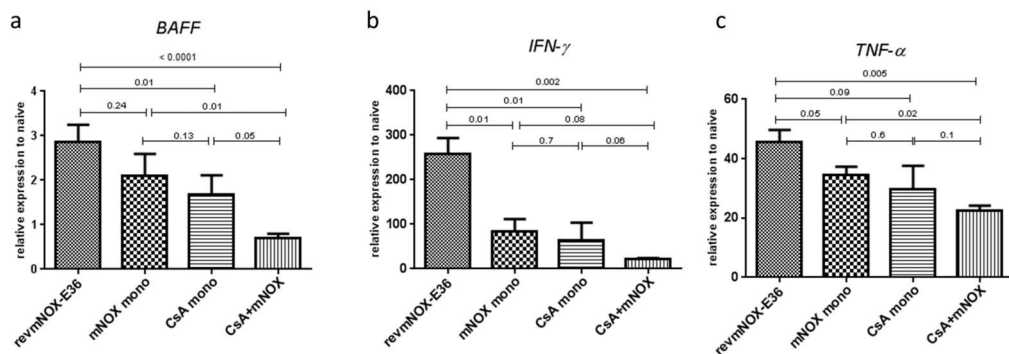 a
BAFF
< 0.0001
0.01
0.24
0.01
0.13
0.05
relative expression to naive
4
3
2
1
0
revmNOX-E36
mNOX mono
CsA mono
CsA+mNOX
b
IFN-γ
0.002
0.01
0.01
0.08
0.7
0.06
relative expression to naive
400
300
200
100
0
revmNOX-E36
mNOX mono
CsA mono
CsA+mNOX
c
TNF-α
0.005
0.09
0.05
0.02
0.6
0.1
relative expression to naive
60
40
20
0
revmNOX-E36
mNOX mono
CsA mono
CsA+mNOX